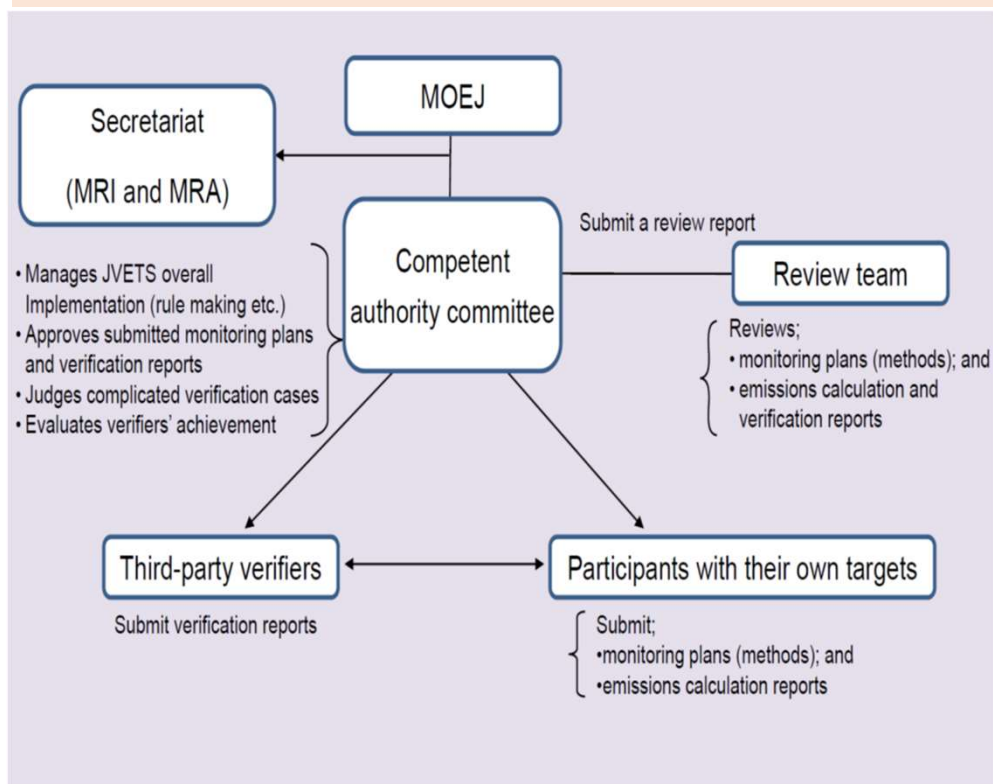 MOEJ
Secretariat
(MRI and MRA)
Submit a review report
Competent
authority committee
Review team
• Manages JVETS overall
Implementation (rule making etc.)
• Approves submitted monitoring plans
and verification reports
• Judges complicated verification cases
• Evaluates verifiers’ achievement
Reviews;
• monitoring plans (methods); and
• emissions calculation and
verification reports
Third-party verifiers
Submit verification reports
Participants with their own targets
Submit;
•monitoring plans (methods); and
•emissions calculation reports